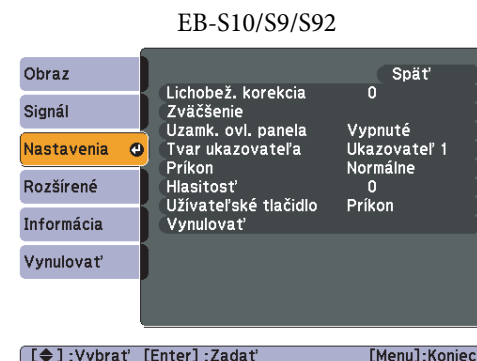 EB-S10/S9/S92
Obraz
Signál
Nastavenia
Rozšírené
Informácia
Vynulovať
Späť
Lichobež. korekcia 0
Zväčšenie
Uzamk. ovl. panela Vypnuté
Tvar ukazovateľa Ukazovateľ 1
Príkon Normálne
Hlasitosť 0
Užívateľské tlačidlo Príkon
Vynulovať
[ ] :Vybrať [Enter] :Zadať [Menu]:Koniec